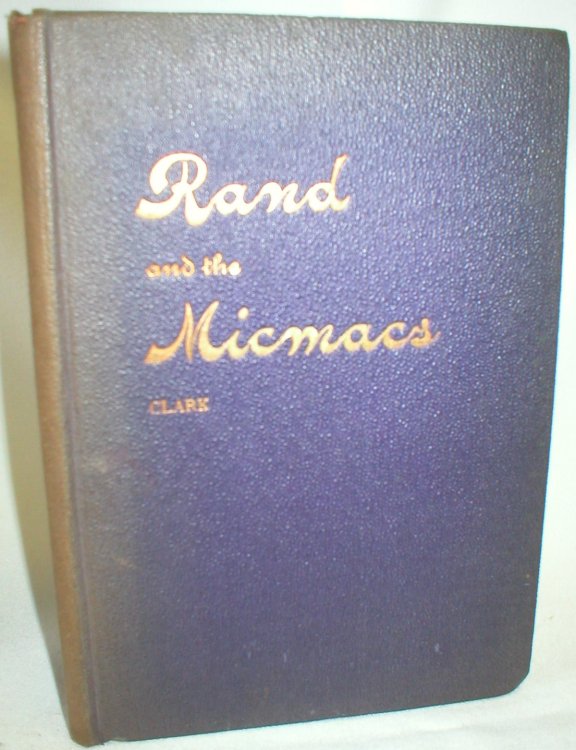 Rand
and the
Micmacs
CLARK